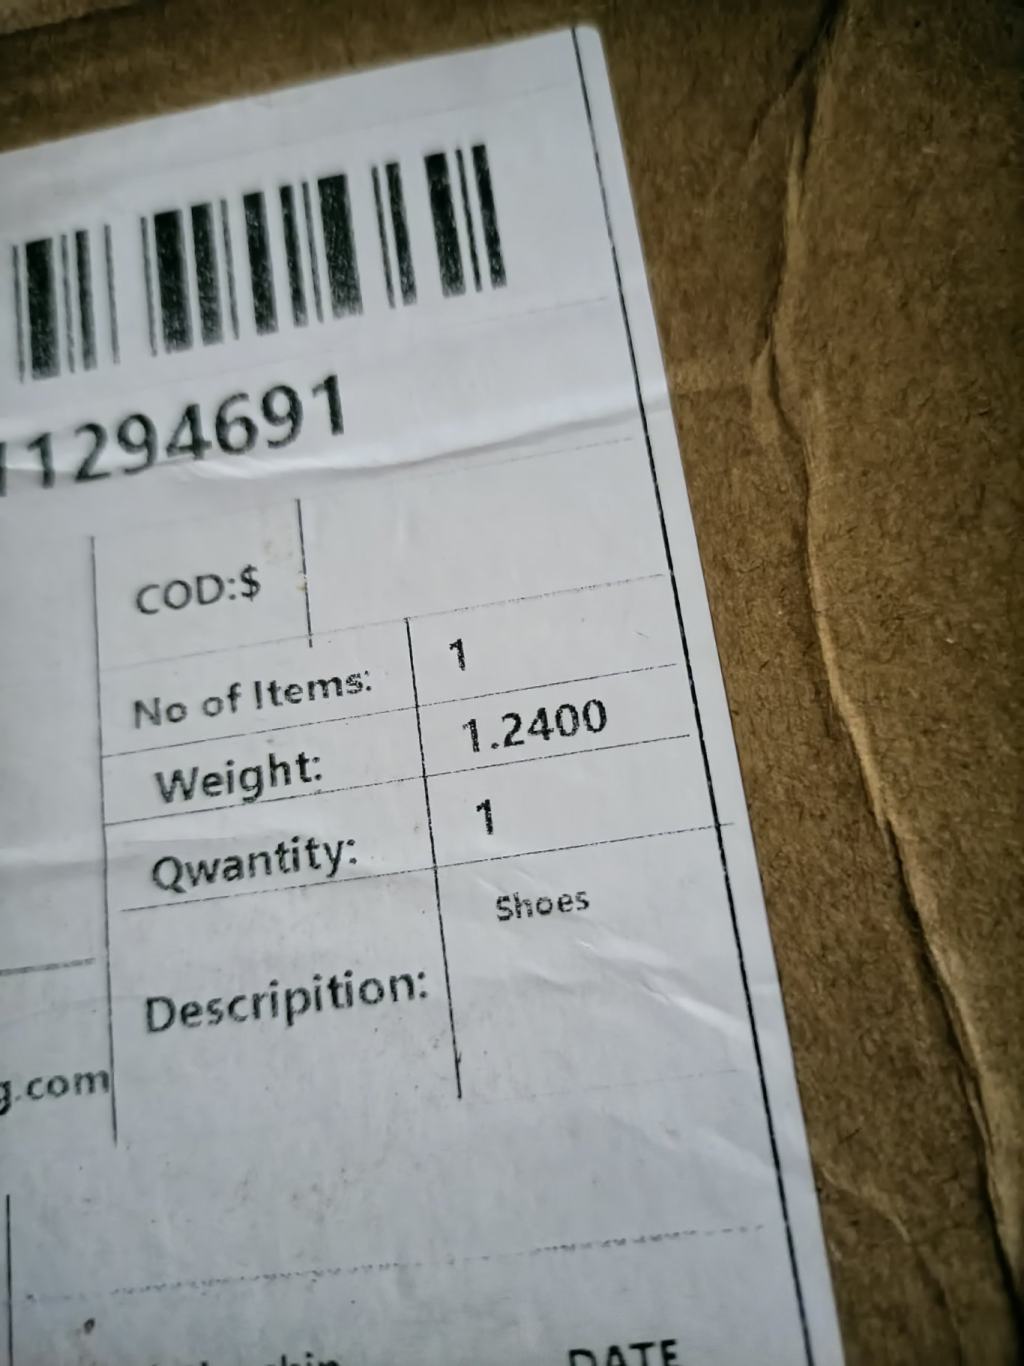 11294691
COD:$
No of Items: 1
Weight: 1.2400
Qwantity: 1
Shoes
Descripition:
g.com
DATE